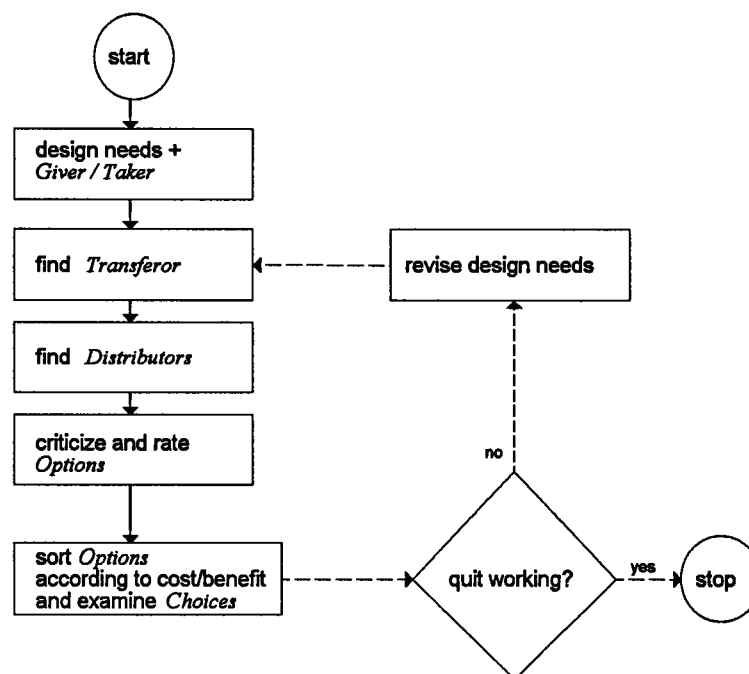 start
design needs +
Giver / Taker
find Transferor
revise design needs
find Distributors
criticize and rate
Options
no
sort Options
according to cost/benefit
and examine Choices
quit working?
yes
stop